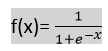 f(x)= 1/(1+e^{-x})